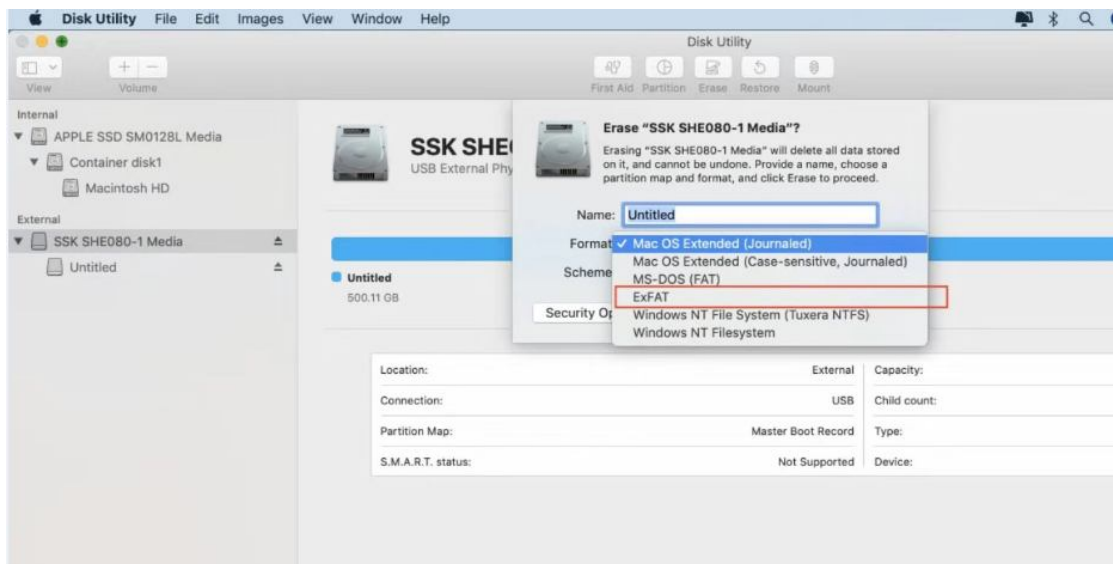 Disk Utility File Edit Images View Window Help
Disk Utility
View
Volume
First Aid Partition Erase Restore Mount
Internal
APPLE SSD SM0128L Media
Container disk1
Macintosh HD
External
SSK SHE080-1 Media
Untitled
SSK SHE
USB External Phy
Untitled
500.11 GB
Erase “SSK SHE080-1 Media”?
Erasing “SSK SHE080-1 Media” will delete all data stored
on it, and cannot be undone. Provide a name, choose a
partition map and format, and click Erase to proceed.
Name: Untitled
Format ✓ Mac OS Extended (Journaled)
Mac OS Extended (Case-sensitive, Journaled)
Scheme
MS-DOS (FAT)
ExFAT
Security Op
Windows NT File System (Tuxera NTFS)
Windows NT Filesystem
Location: External Capacity:
Connection: USB Child count:
Partition Map: Master Boot Record Type:
S.M.A.R.T. status: Not Supported Device: